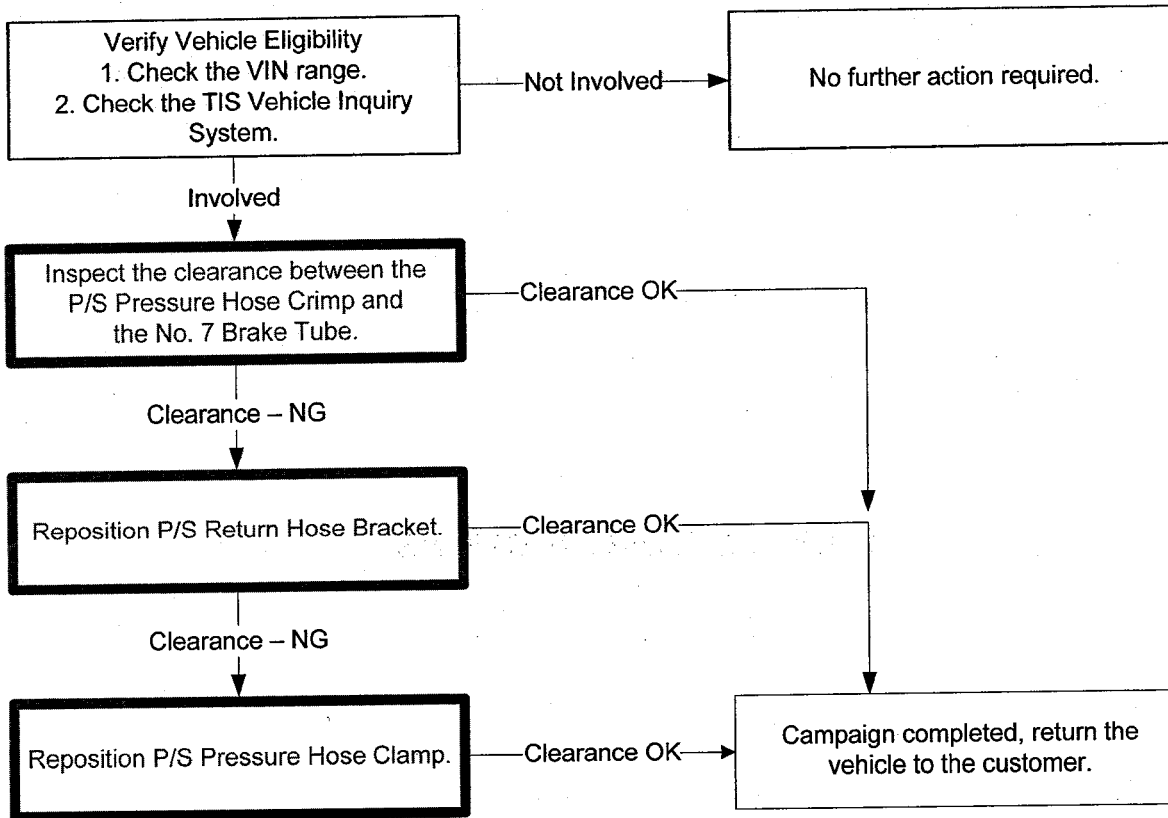 Verify Vehicle Eligibility
1. Check the VIN range.
2. Check the TIS Vehicle Inquiry
System.
Not Involved
No further action required.
Involved
Inspect the clearance between the
P/S Pressure Hose Crimp and
the No. 7 Brake Tube.
Clearance OK
Clearance – NG
Reposition P/S Return Hose Bracket.
Clearance OK
Clearance – NG
Reposition P/S Pressure Hose Clamp.
Clearance OK
Campaign completed, return the
vehicle to the customer.